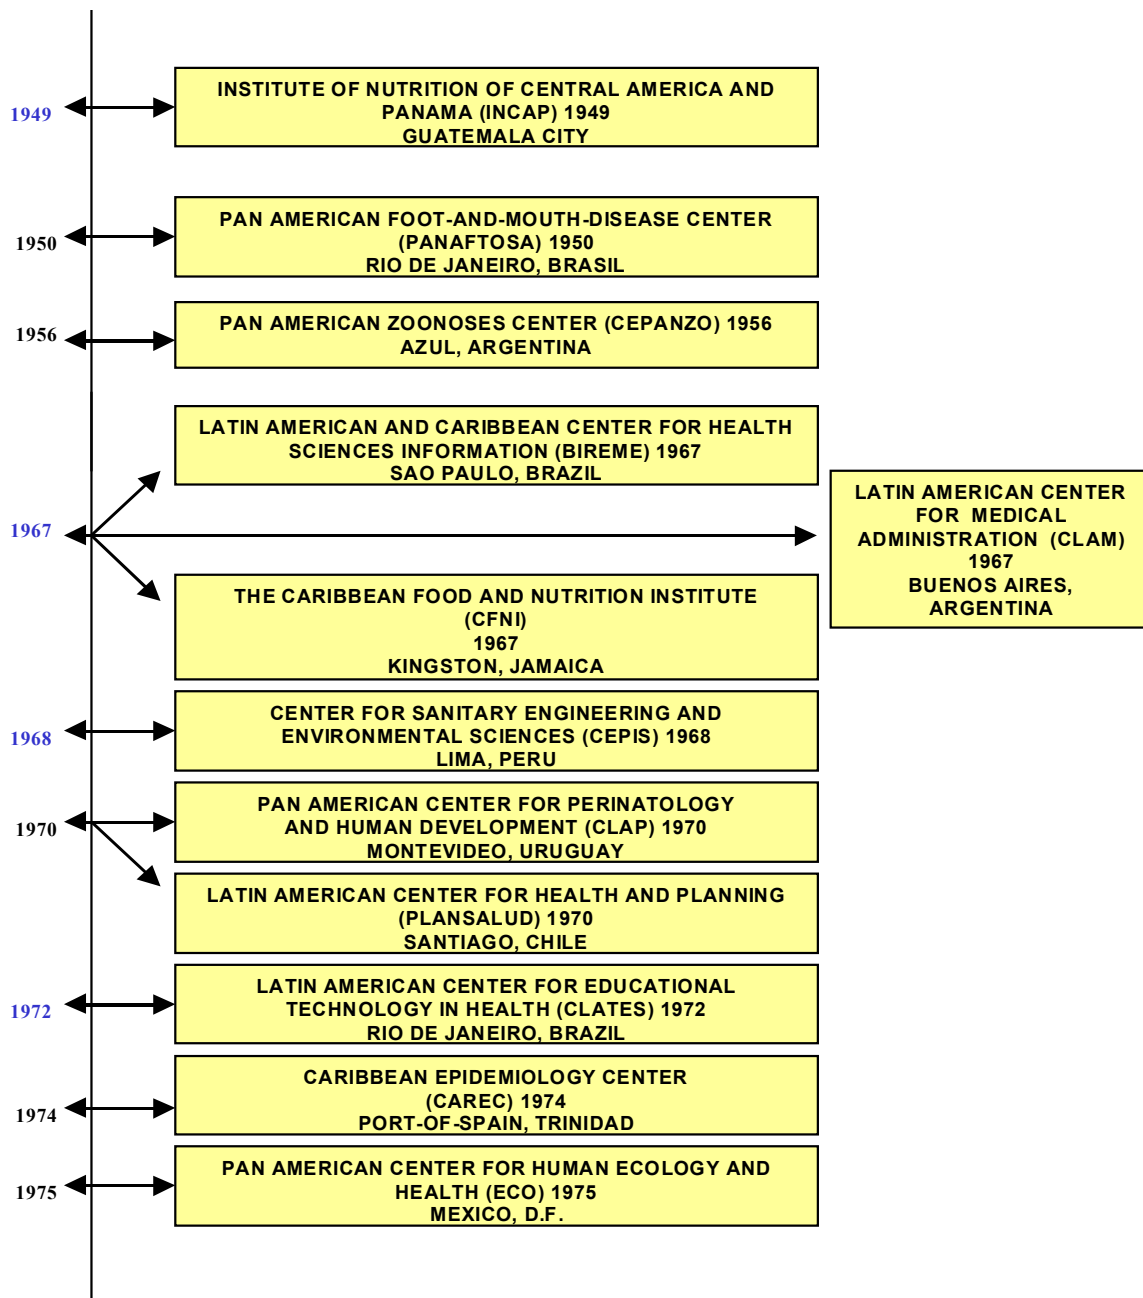 1949
INSTITUTE OF NUTRITION OF CENTRAL AMERICA AND
PANAMA (INCAP) 1949
GUATEMALA CITY
1950
PAN AMERICAN FOOT-AND-MOUTH-DISEASE CENTER
(PANAFTOSA) 1950
RIO DE JANEIRO, BRASIL
1956
PAN AMERICAN ZOONOSES CENTER (CEPANZO) 1956
AZUL, ARGENTINA
1967
LATIN AMERICAN AND CARIBBEAN CENTER FOR HEALTH
SCIENCES INFORMATION (BIREME) 1967
SAO PAULO, BRAZIL
LATIN AMERICAN CENTER
FOR MEDICAL
ADMINISTRATION (CLAM)
1967
BUENOS AIRES,
ARGENTINA
THE CARIBBEAN FOOD AND NUTRITION INSTITUTE
(CFNI)
1967
KINGSTON, JAMAICA
1968
CENTER FOR SANITARY ENGINEERING AND
ENVIRONMENTAL SCIENCES (CEPIS) 1968
LIMA, PERU
1970
PAN AMERICAN CENTER FOR PERINATOLOGY
AND HUMAN DEVELOPMENT (CLAP) 1970
MONTEVIDEO, URUGUAY
LATIN AMERICAN CENTER FOR HEALTH AND PLANNING
(PLANSALUD) 1970
SANTIAGO, CHILE
1972
LATIN AMERICAN CENTER FOR EDUCATIONAL
TECHNOLOGY IN HEALTH (CLATES) 1972
RIO DE JANEIRO, BRAZIL
1974
CARIBBEAN EPIDEMIOLOGY CENTER
(CAREC) 1974
PORT-OF-SPAIN, TRINIDAD
1975
PAN AMERICAN CENTER FOR HUMAN ECOLOGY AND
HEALTH (ECO) 1975
MEXICO, D.F.